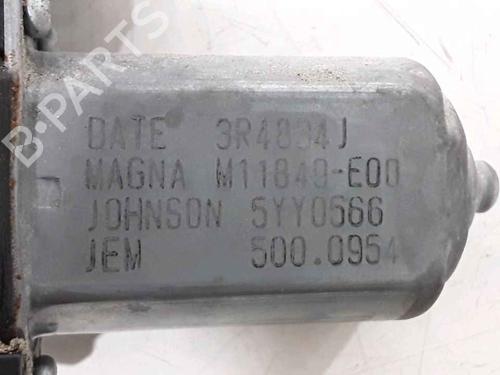 B-PARTS
DATE 3R4834J
MAGNA M11840-E00
JOHNSON 5YY0566
JEM 500.0954